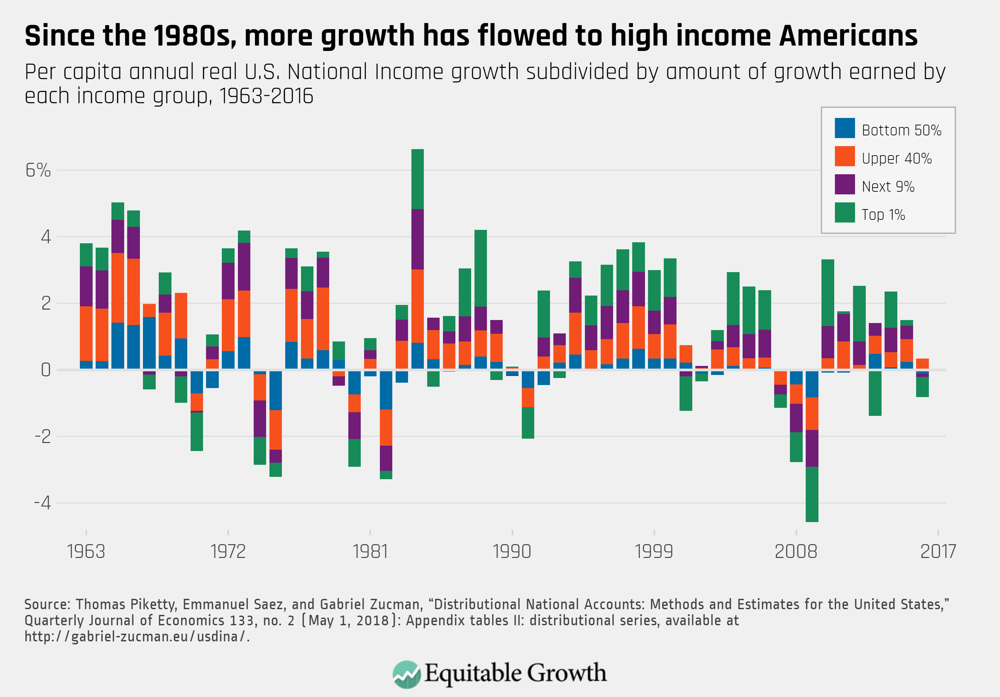 Since the 1980s, more growth has flowed to high income Americans
Per capita annual real U.S. National Income growth subdivided by amount of growth earned by
each income group, 1963-2016
Bottom 50%
Upper 40%
Next 9%
Top 1%
6%
4
2
0
-2
-4
1963
1972
1981
1990
1999
2008
2017
Source: Thomas Piketty, Emmanuel Saez, and Gabriel Zucman, “Distributional National Accounts: Methods and Estimates for the United States,”
Quarterly Journal of Economics 133, no. 2 (May 1, 2018): Appendix tables II: distributional series, available at
http://gabriel-zucman.eu/usdina/.
Equitable Growth